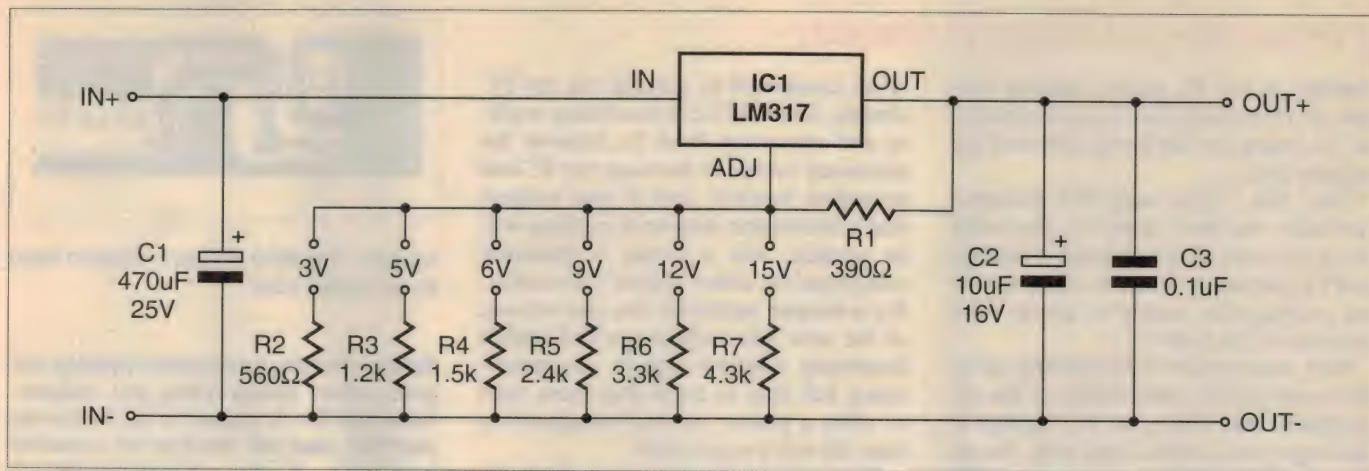 IN+
IN
IC1
LM317
OUT
OUT+
ADJ
C1
470uF
25V
+
3V
5V
6V
9V
12V
15V
R1
390Ω
R2
560Ω
R3
1.2k
R4
1.5k
R5
2.4k
R6
3.3k
R7
4.3k
+
C2
10uF
16V
C3
0.1uF
IN-
OUT-